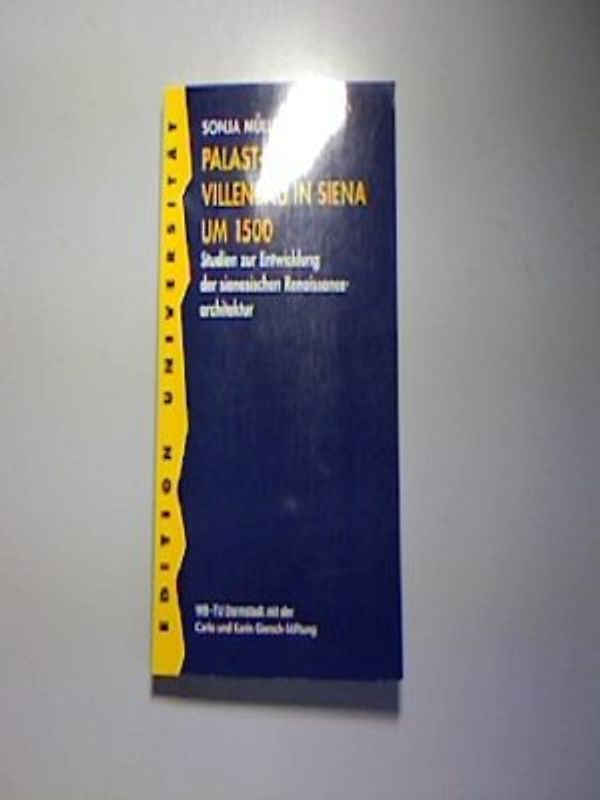 EDITION UNIVERSITÄT
SONJA
PALAST-
VILLENBAU IN SIENA
UM 1500
Studien zur Entwicklung
der sienesischen Renaissance-
architektur
WB-TU Darmstadt mit der
Carlo und Karin Giersch-Stiftung